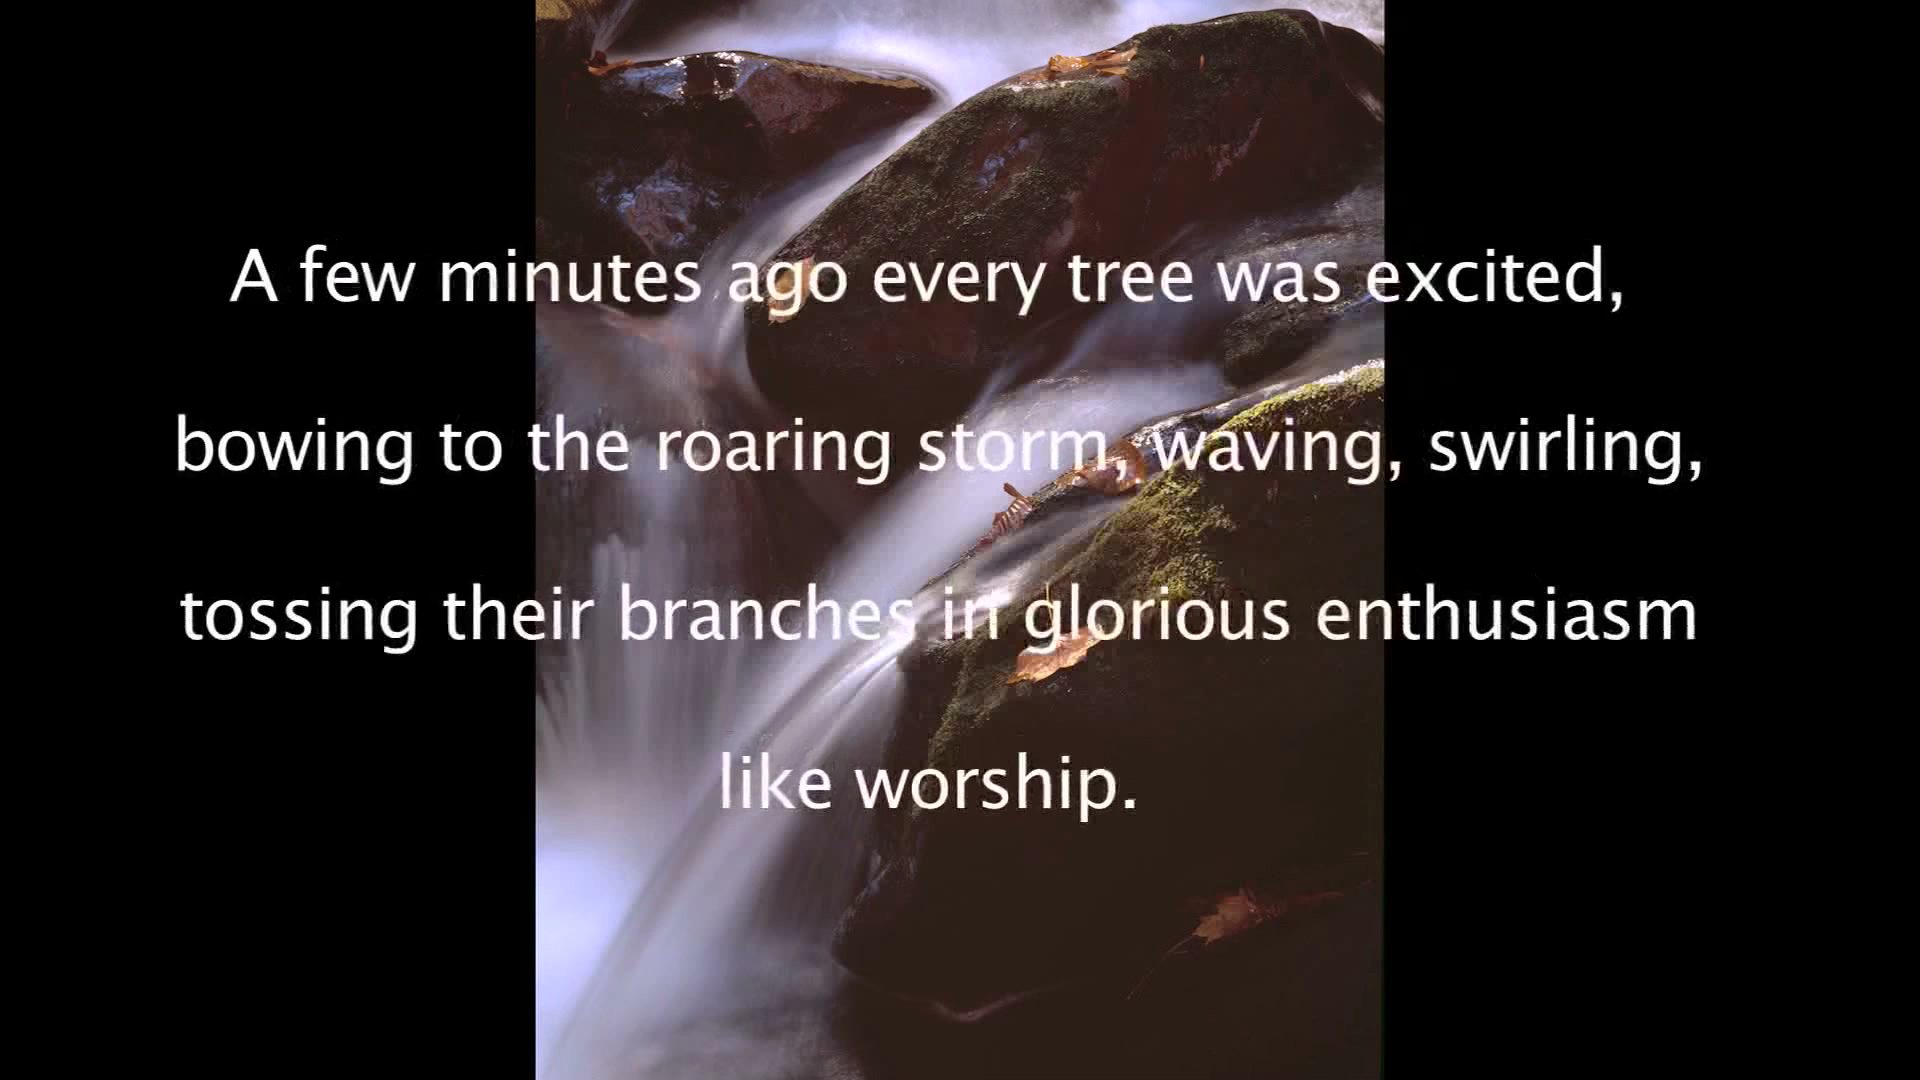 A few minutes ago every tree was excited,
bowing to the roaring storm, waving, swirling,
tossing their branches in glorious enthusiasm
like worship.